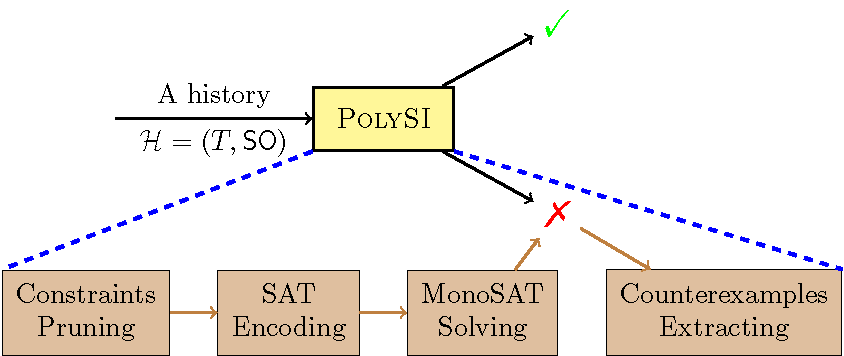 A history
ℋ = (T, SO)
PolySI
✓
✗
Constraints
Pruning
SAT
Encoding
MonoSAT
Solving
Counterexamples
Extracting